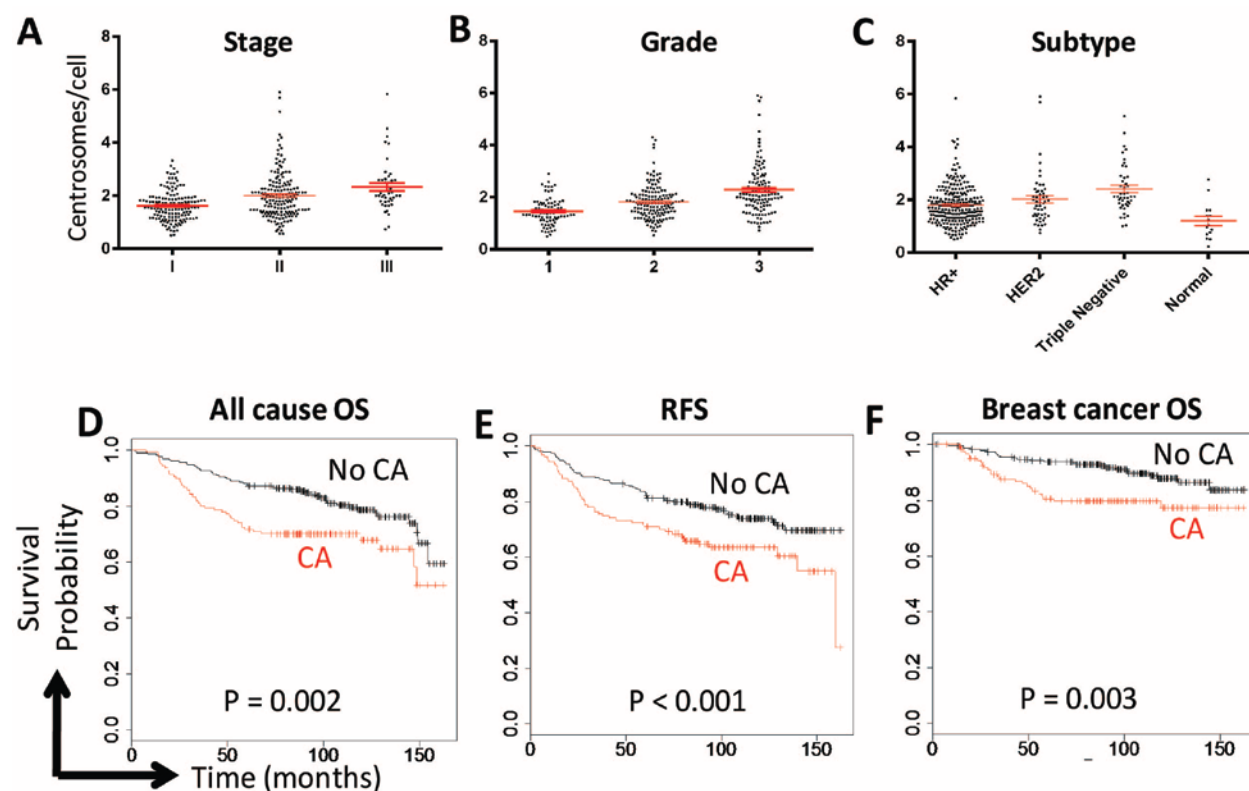 A
Stage
Centrosomes/cell
8
6
4
2
0
I
II
III
B
Grade
8
6
4
2
0
1
2
3
C
Subtype
8
6
4
2
0
HR+
HER2
Triple Negative
Normal
D
All cause OS
Survival
Probability
1.0
0.8
0.6
0.4
0.2
0.0
No CA
CA
P = 0.002
0
50
100
150
Time (months)
E
RFS
1.0
0.8
0.6
0.4
0.2
0.0
No CA
CA
P < 0.001
0
50
100
150
F
Breast cancer OS
1.0
0.8
0.6
0.4
0.2
0.0
No CA
CA
P = 0.003
0
50
100
150